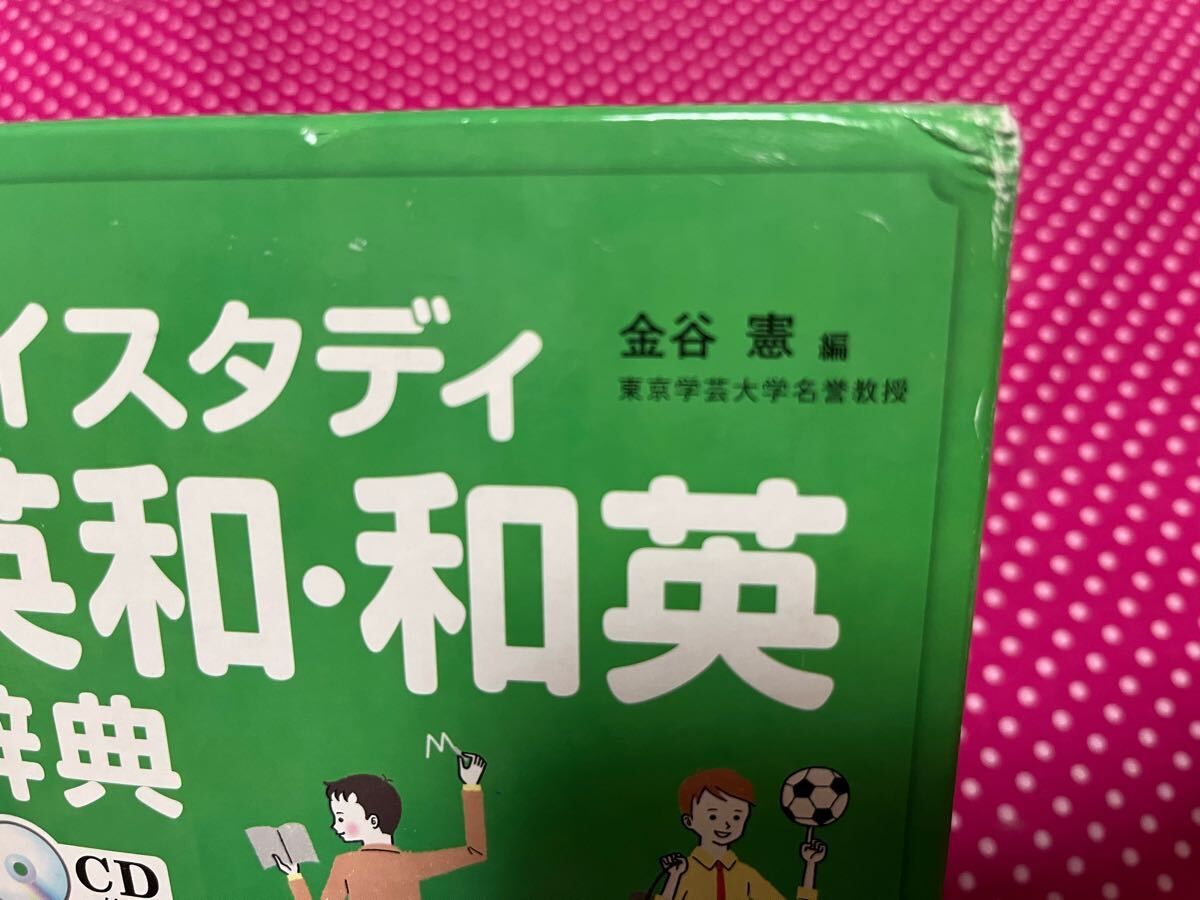 イスタディ
金谷 憲 編
東京学芸大学名誉教授
英和・和英
辞典
CD